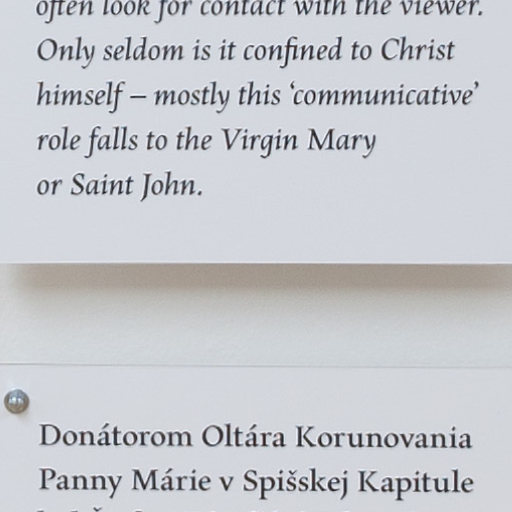 often look for contact with the viewer.
Only seldom is it confined to Christ
himself – mostly this ‘communicative’
role falls to the Virgin Mary
or Saint John.
Donátorom Oltára Korunovania
Panny Márie v Spišskej Kapitule